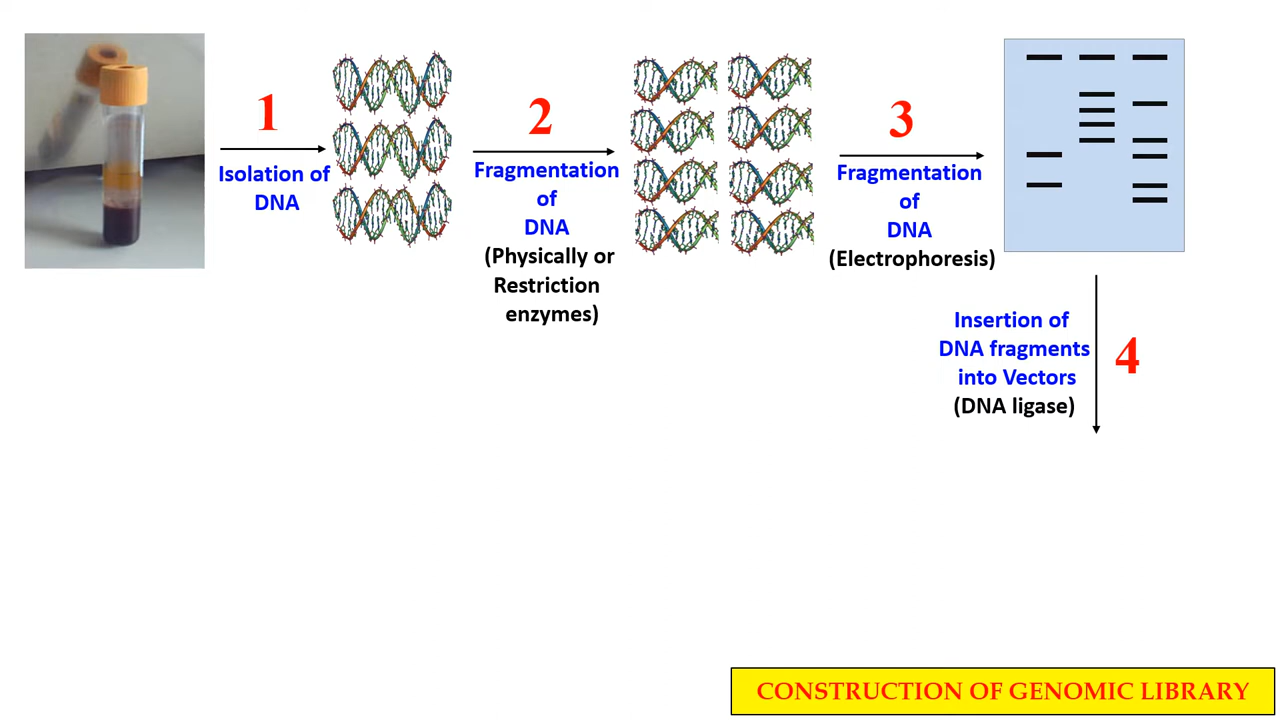 1
Isolation of
DNA
2
Fragmentation
of
DNA
(Physically or
Restriction
enzymes)
3
Fragmentation
of
DNA
(Electrophoresis)
Insertion of
DNA fragments
into Vectors
(DNA ligase)
4
CONSTRUCTION OF GENOMIC LIBRARY